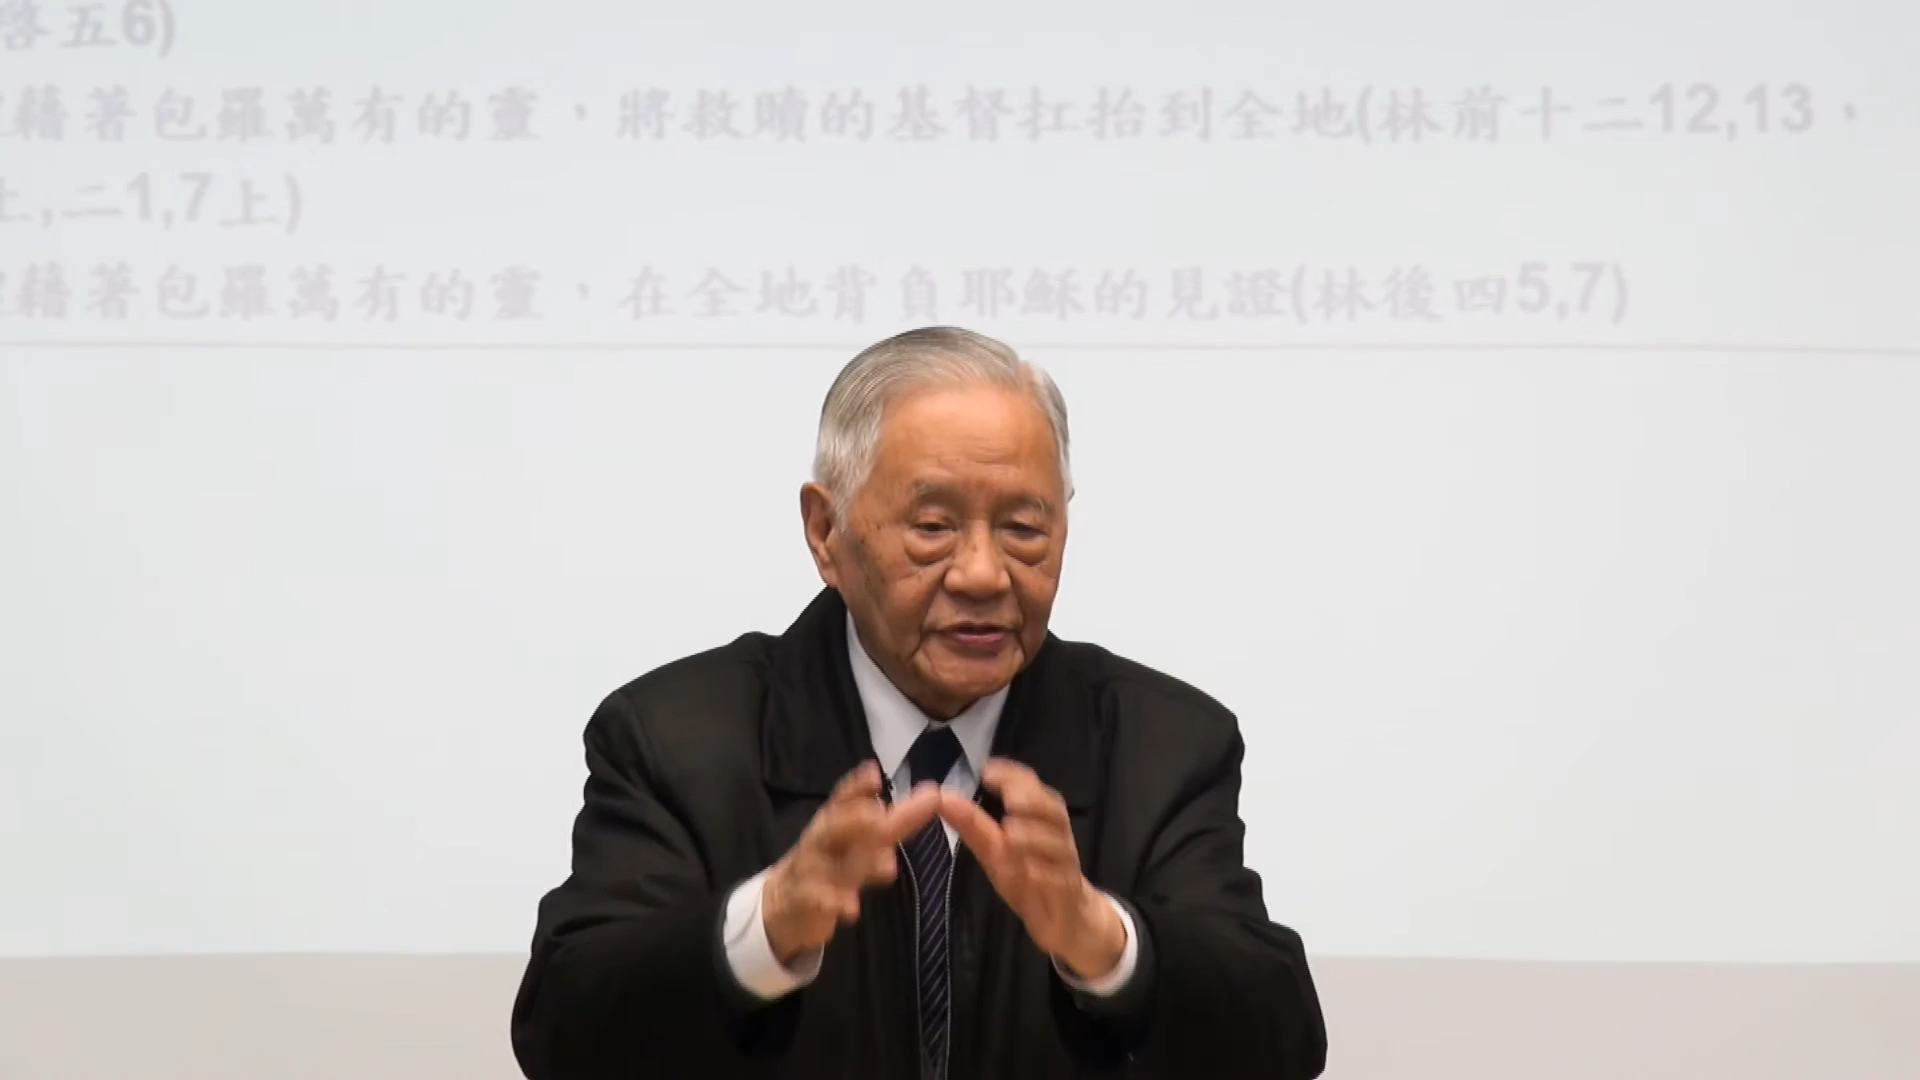 啓五6)
藉著包羅萬有的靈，將救贖的基督扛抬到全地(林前十二12,13，
上,二1,7上)
藉著包羅萬有的靈，在全地背負耶穌的見證(林後四5,7)